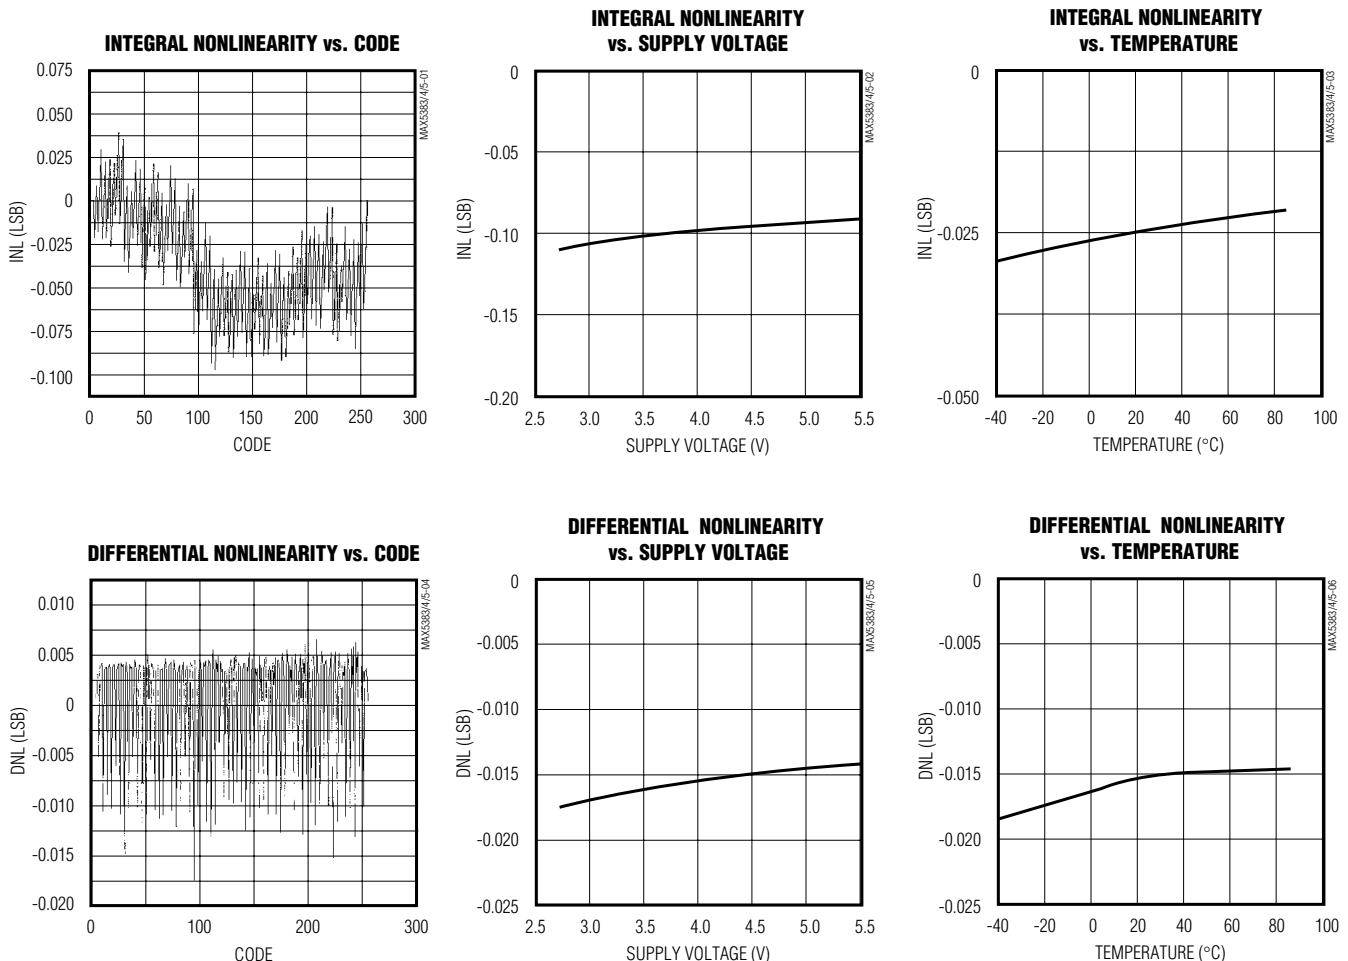 INTEGRAL NONLINEARITY vs. CODE
0.075
0.050
0.025
0
-0.025
-0.050
-0.075
-0.100
INL (LSB)
0 50 100 150 200 250 300
CODE
MAX5383/4/5-01
INTEGRAL NONLINEARITY
vs. SUPPLY VOLTAGE
0
-0.05
-0.10
-0.15
-0.20
INL (LSB)
2.5 3.0 3.5 4.0 4.5 5.0 5.5
SUPPLY VOLTAGE (V)
MAX5383/4/5-02
INTEGRAL NONLINEARITY
vs. TEMPERATURE
0
-0.025
-0.050
INL (LSB)
-40 -20 0 20 40 60 80 100
TEMPERATURE (°C)
MAX5383/4/5-03
DIFFERENTIAL NONLINEARITY vs. CODE
0.010
0.005
0
-0.005
-0.010
-0.015
-0.020
DNL (LSB)
0 100 200 300
CODE
MAX5383/4/5-04
DIFFERENTIAL NONLINEARITY
vs. SUPPLY VOLTAGE
0
-0.005
-0.010
-0.015
-0.020
-0.025
DNL (LSB)
2.5 3.0 3.5 4.0 4.5 5.0 5.5
SUPPLY VOLTAGE (V)
MAX5383/4/5-05
DIFFERENTIAL NONLINEARITY
vs. TEMPERATURE
0
-0.005
-0.010
-0.015
-0.020
-0.025
DNL (LSB)
-40 -20 0 20 40 60 80 100
TEMPERATURE (°C)
MAX5383/4/5-06